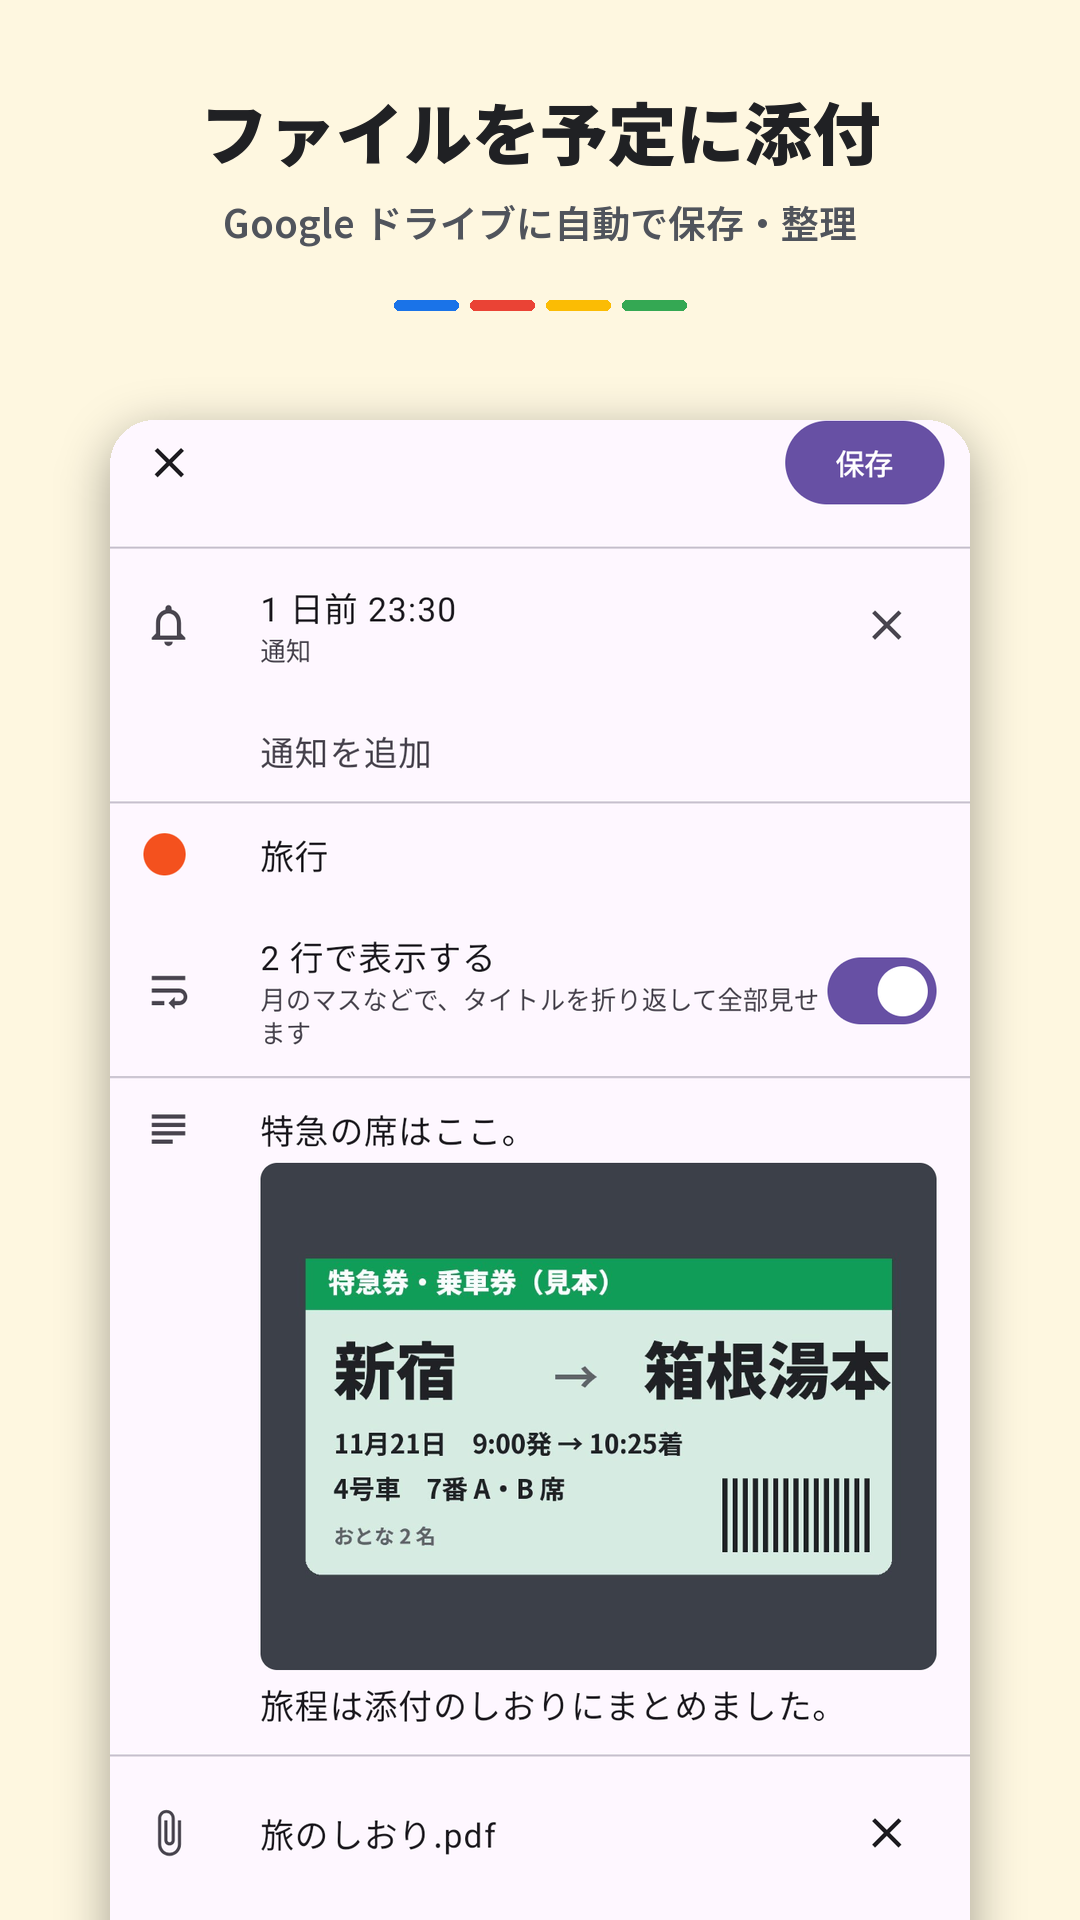 ファイルを予定に添付
Google ドライブに自動で保存・整理
保存
1 日前 23:30
通知
通知を追加
旅行
2 行で表示する
月のマスなどで、タイトルを折り返して全部見せ
ます
特急の席はここ。
特急券・乗車券（見本）
新宿 → 箱根湯本
11月21日 9:00発 → 10:25着
4号車 7番 A・B 席
おとな 2 名
旅程は添付のしおりにまとめました。
旅のしおり.pdf